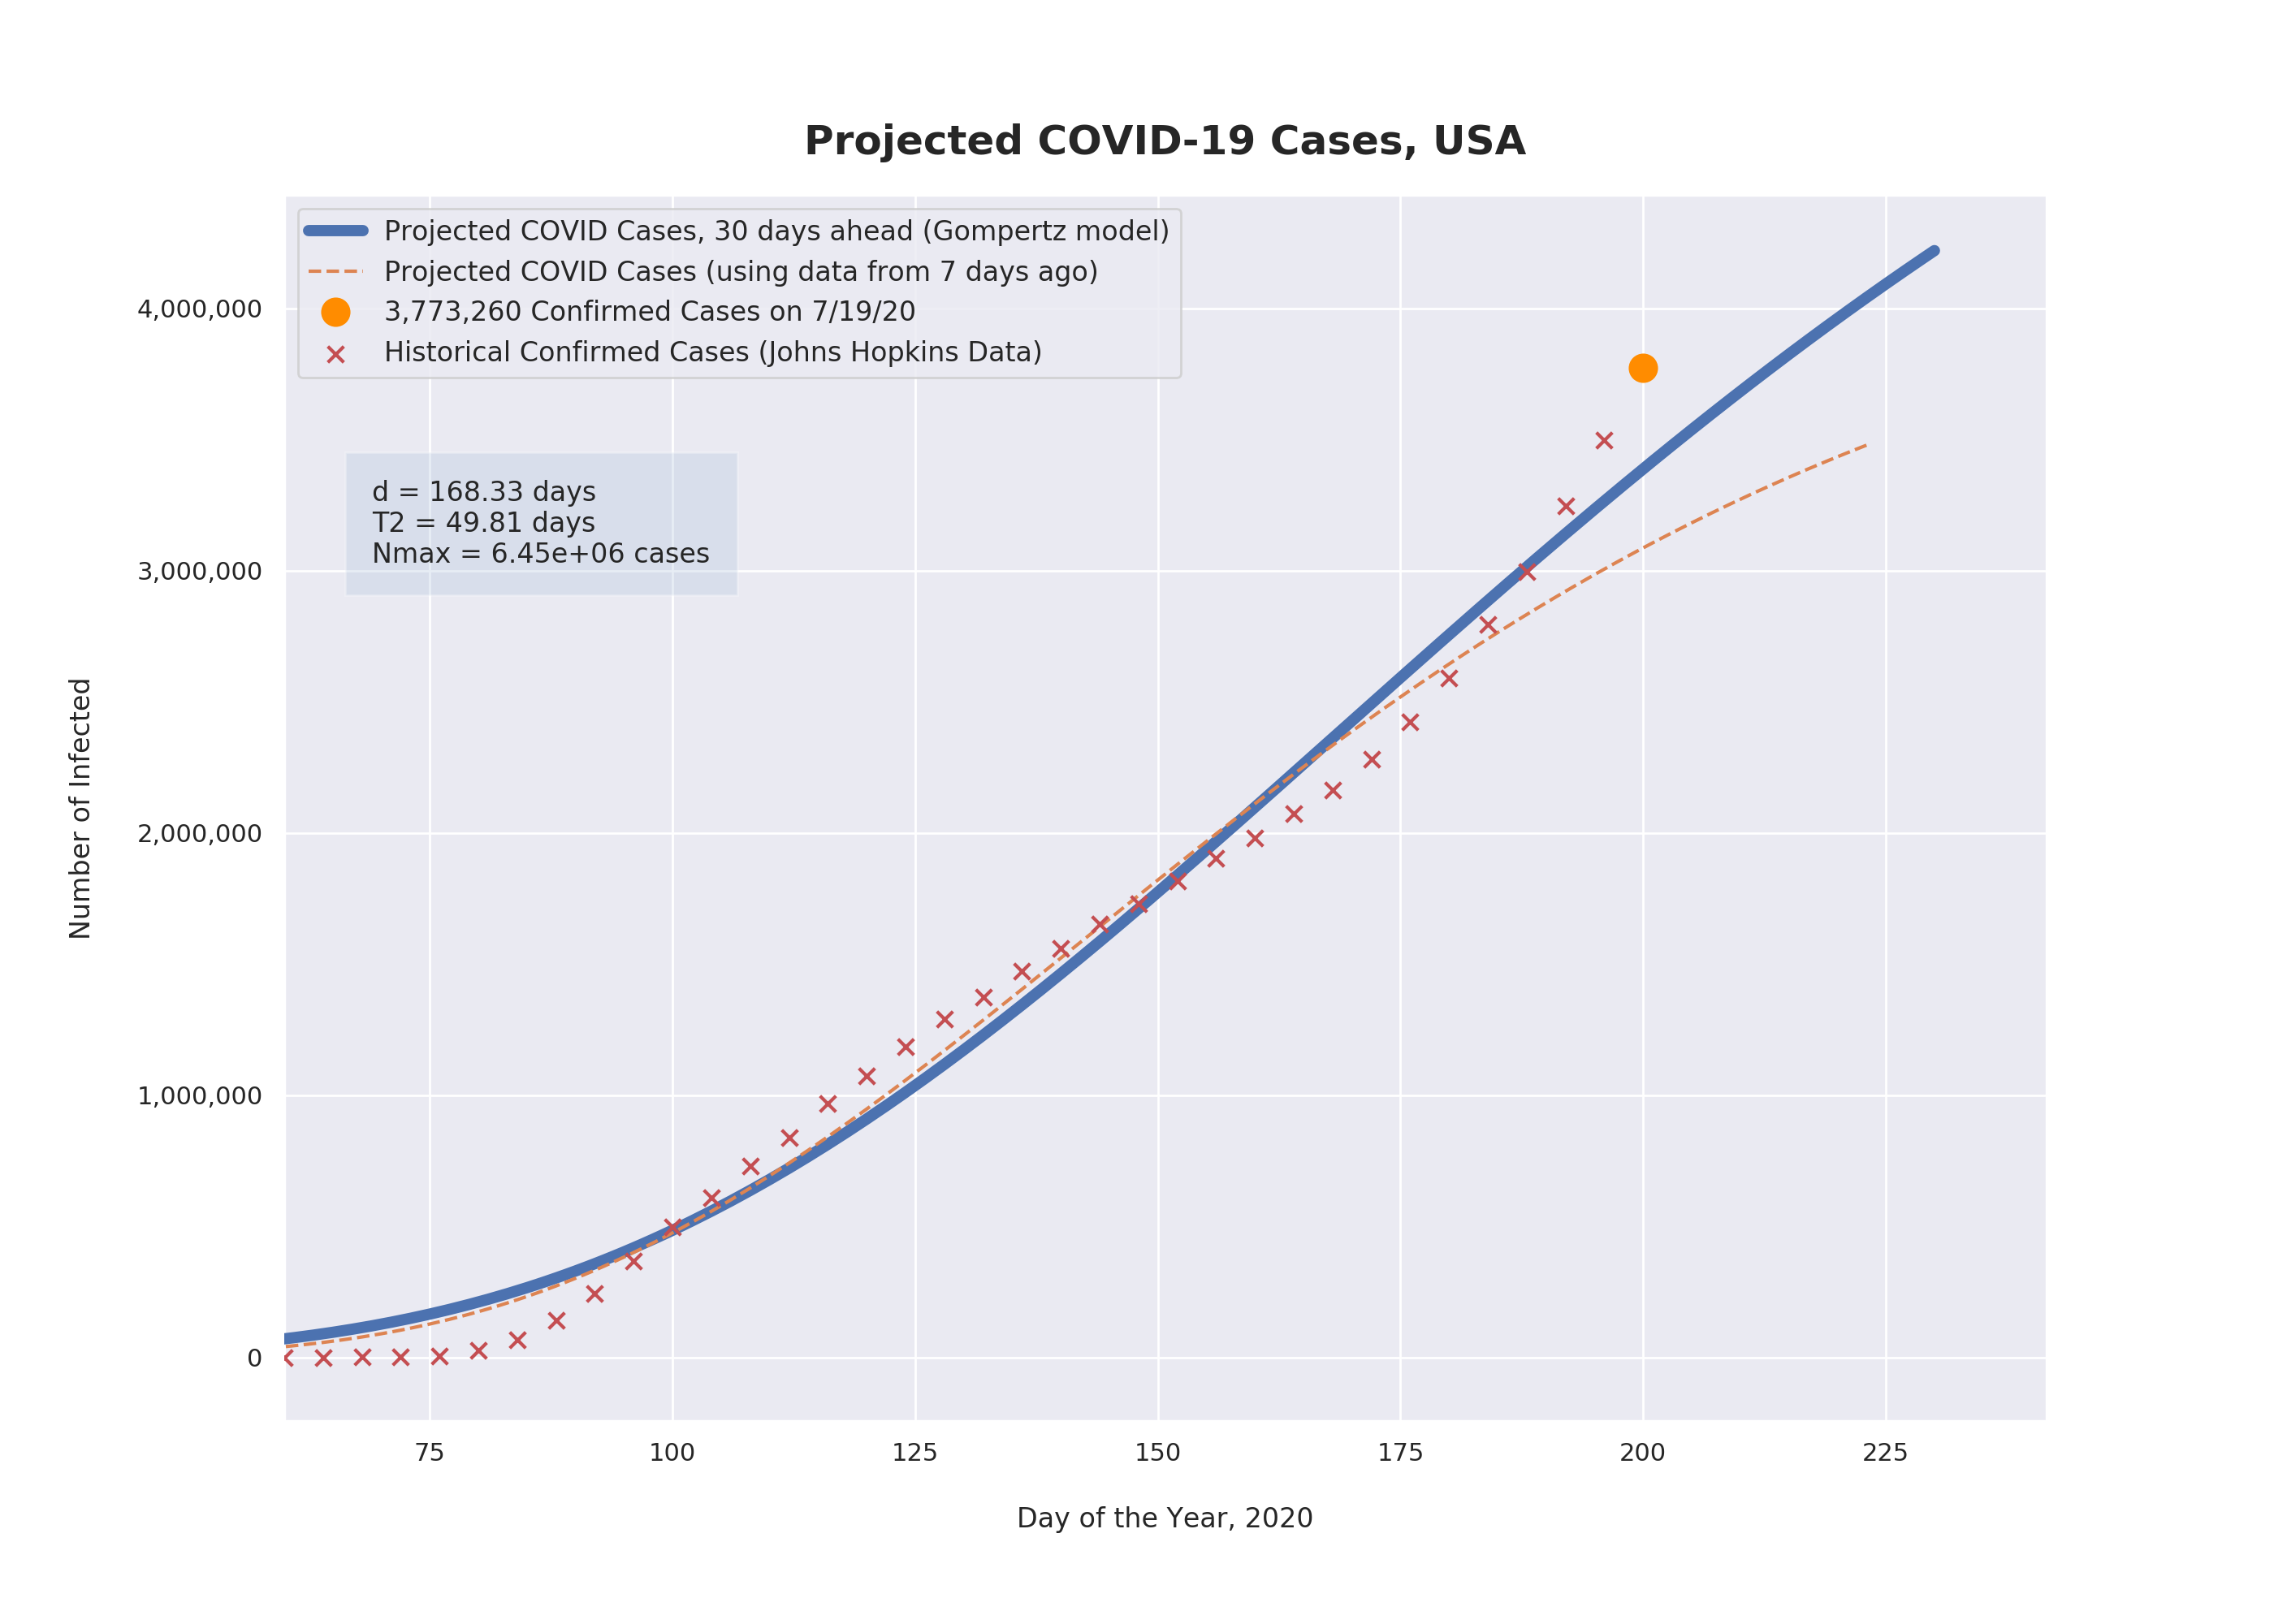 Projected COVID-19 Cases, USA
Projected COVID Cases, 30 days ahead (Gompertz model)
Projected COVID Cases (using data from 7 days ago)
3,773,260 Confirmed Cases on 7/19/20
Historical Confirmed Cases (Johns Hopkins Data)
d = 168.33 days
T2 = 49.81 days
Nmax = 6.45e+06 cases
Number of Infected
4,000,000
3,000,000
2,000,000
1,000,000
0
75 100 125 150 175 200 225
Day of the Year, 2020